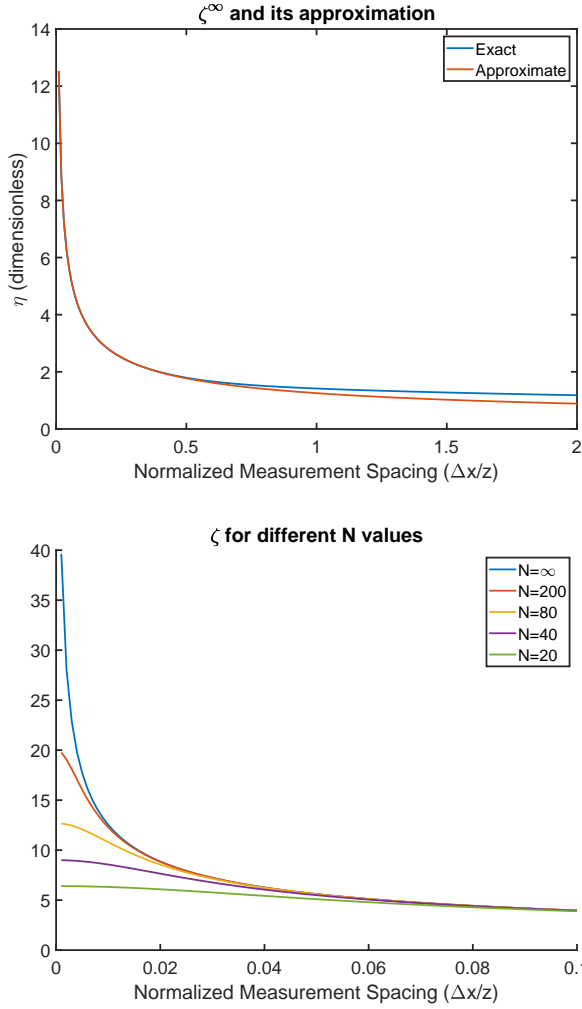 ζ∞ and its approximation
14
12
10
8
6
4
2
0
η (dimensionless)
Exact
Approximate
0 0.5 1 1.5 2
Normalized Measurement Spacing (Δx/z)
ζ for different N values
40
35
30
25
20
15
10
5
0
N=∞
N=200
N=80
N=40
N=20
0 0.02 0.04 0.06 0.08 0.1
Normalized Measurement Spacing (Δx/z)